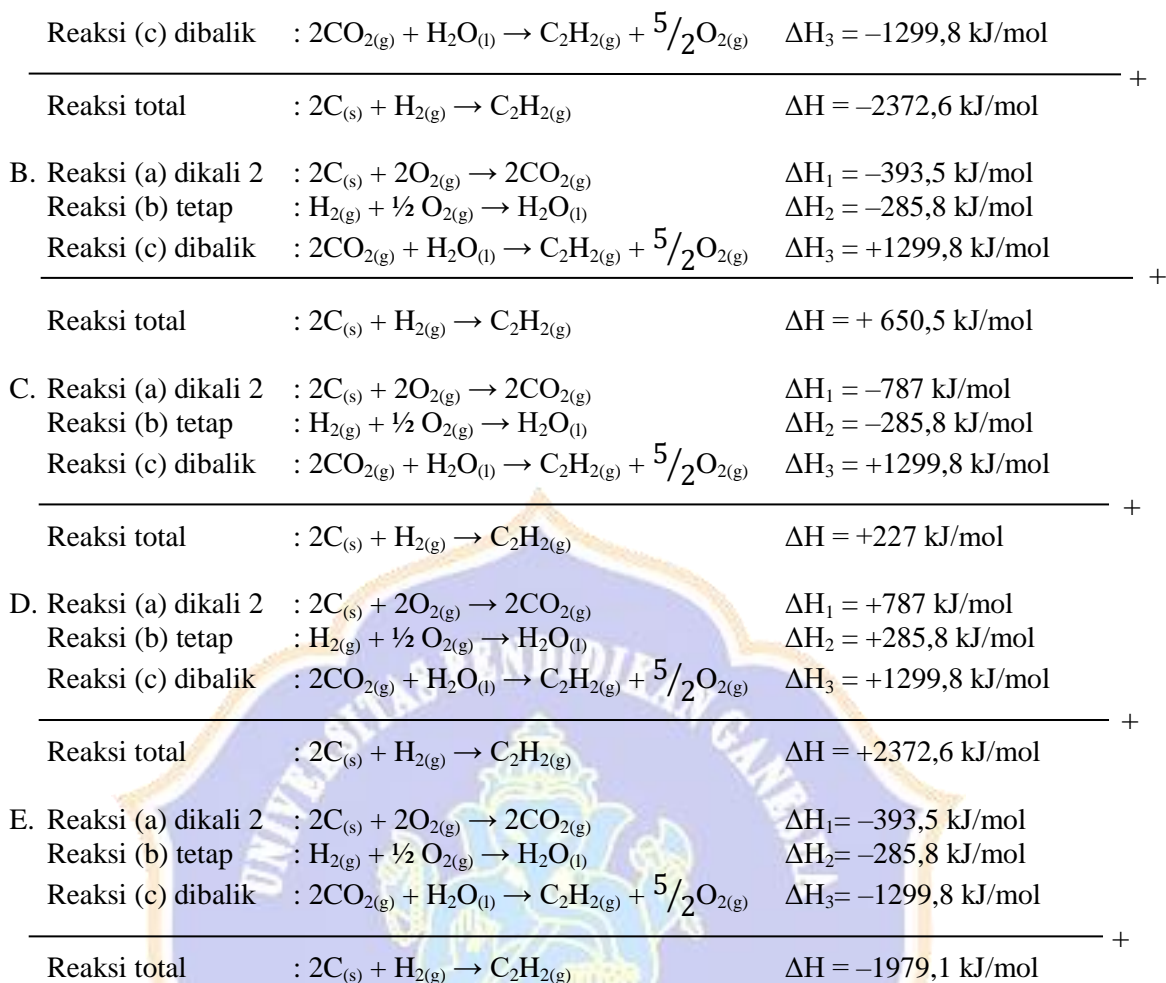 Reaksi (c) dibalik : 2CO2(g) + H2O(l) → C2H2(g) + 5/2O2(g) ΔH3 = –1299,8 kJ/mol
+
Reaksi total : 2C(s) + H2(g) → C2H2(g) ΔH = –2372,6 kJ/mol
B. Reaksi (a) dikali 2 : 2C(s) + 2O2(g) → 2CO2(g) ΔH1 = –393,5 kJ/mol
Reaksi (b) tetap : H2(g) + ½ O2(g) → H2O(l) ΔH2 = –285,8 kJ/mol
Reaksi (c) dibalik : 2CO2(g) + H2O(l) → C2H2(g) + 5/2O2(g) ΔH3 = +1299,8 kJ/mol
+
Reaksi total : 2C(s) + H2(g) → C2H2(g) ΔH = + 650,5 kJ/mol
C. Reaksi (a) dikali 2 : 2C(s) + 2O2(g) → 2CO2(g) ΔH1 = –787 kJ/mol
Reaksi (b) tetap : H2(g) + ½ O2(g) → H2O(l) ΔH2 = –285,8 kJ/mol
Reaksi (c) dibalik : 2CO2(g) + H2O(l) → C2H2(g) + 5/2O2(g) ΔH3 = +1299,8 kJ/mol
+
Reaksi total : 2C(s) + H2(g) → C2H2(g) ΔH = +227 kJ/mol
D. Reaksi (a) dikali 2 : 2C(s) + 2O2(g) → 2CO2(g) ΔH1 = +787 kJ/mol
Reaksi (b) tetap : H2(g) + ½ O2(g) → H2O(l) ΔH2 = +285,8 kJ/mol
Reaksi (c) dibalik : 2CO2(g) + H2O(l) → C2H2(g) + 5/2O2(g) ΔH3 = +1299,8 kJ/mol
+
Reaksi total : 2C(s) + H2(g) → C2H2(g) ΔH = +2372,6 kJ/mol
E. Reaksi (a) dikali 2 : 2C(s) + 2O2(g) → 2CO2(g) ΔH1= –393,5 kJ/mol
Reaksi (b) tetap : H2(g) + ½ O2(g) → H2O(l) ΔH2= –285,8 kJ/mol
Reaksi (c) dibalik : 2CO2(g) + H2O(l) → C2H2(g) + 5/2O2(g) ΔH3= –1299,8 kJ/mol
+
Reaksi total : 2C(s) + H2(g) → C2H2(g) ΔH = –1979,1 kJ/mol
UNIVERSITAS PENDIDIKAN GANESHA